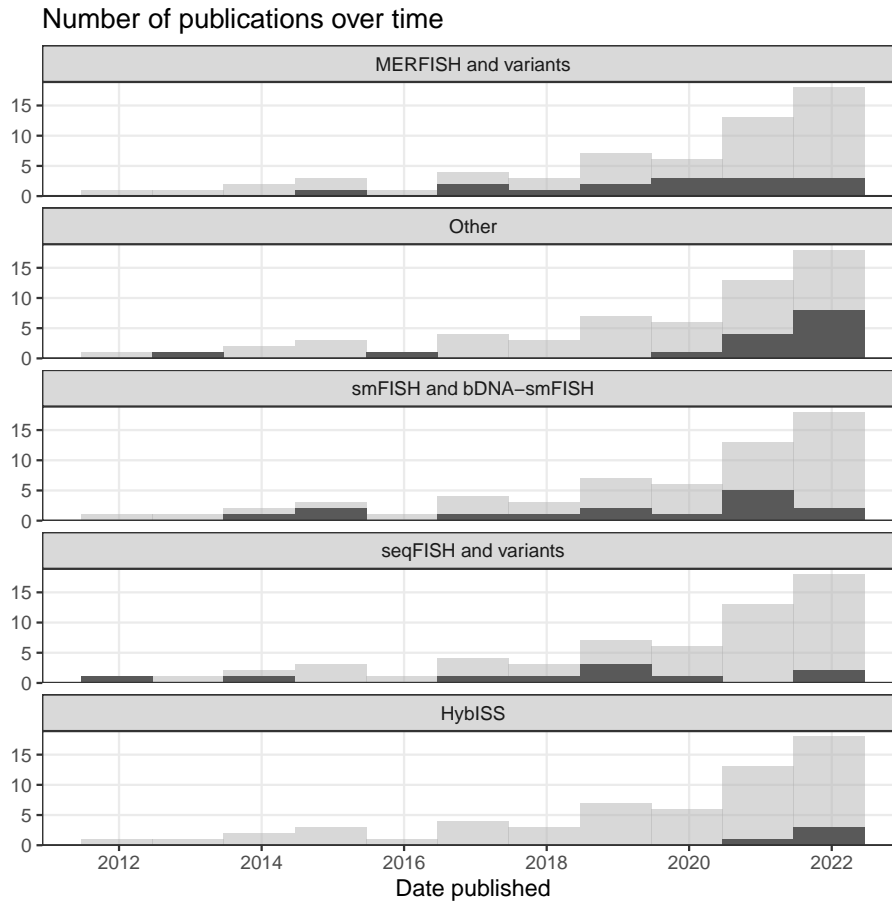 Number of publications over time
MERFISH and variants
15
10
5
0
Other
15
10
5
0
smFISH and bDNA−smFISH
15
10
5
0
seqFISH and variants
15
10
5
0
HybISS
15
10
5
0
2012 2014 2016 2018 2020 2022
Date published